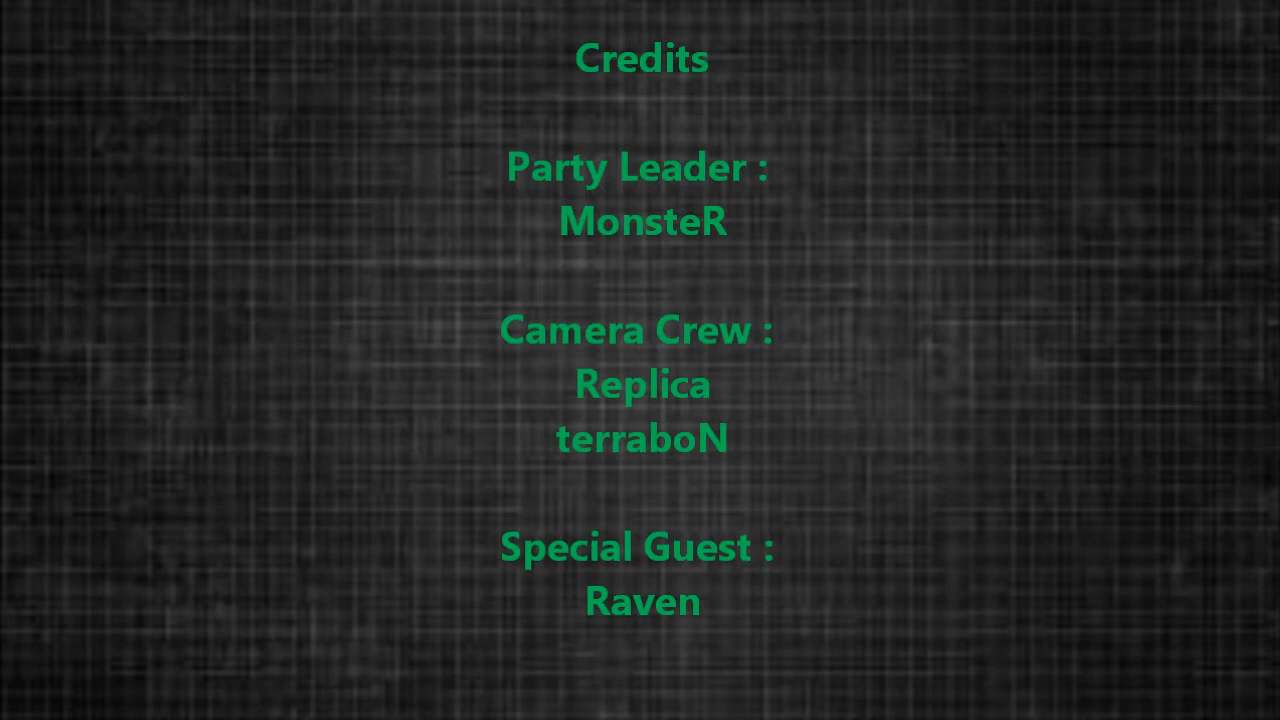 Credits
Party Leader :
MonsteR
Camera Crew :
Replica
terraboN
Special Guest :
Raven